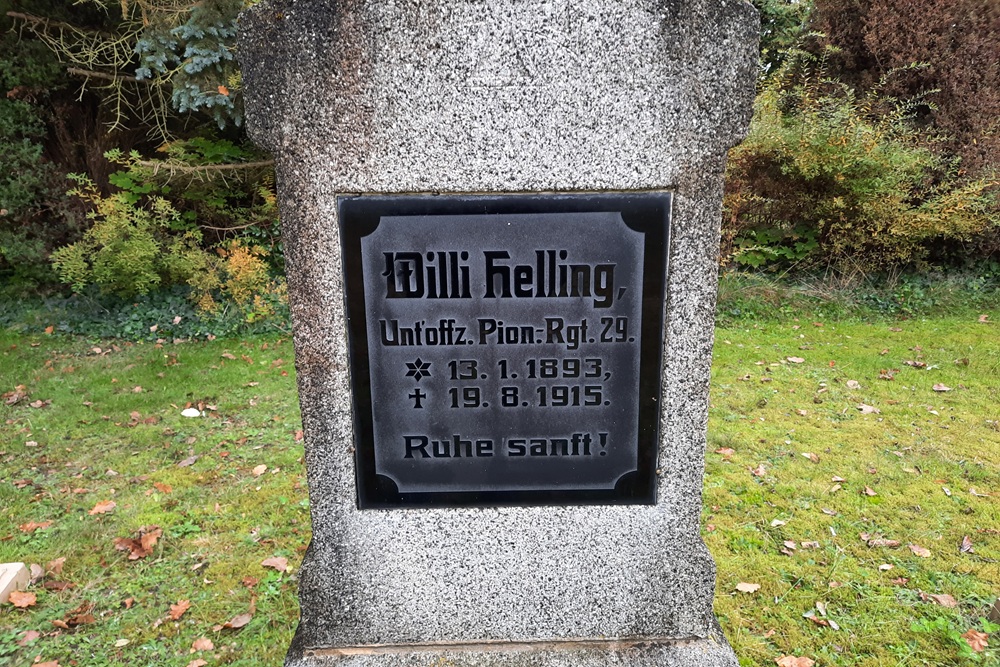 Willi Helling,
Unt'offz. Pion.-Rgt. 29.
✶ 13. 1. 1893,
✝ 19. 8. 1915.
Ruhe sanft!